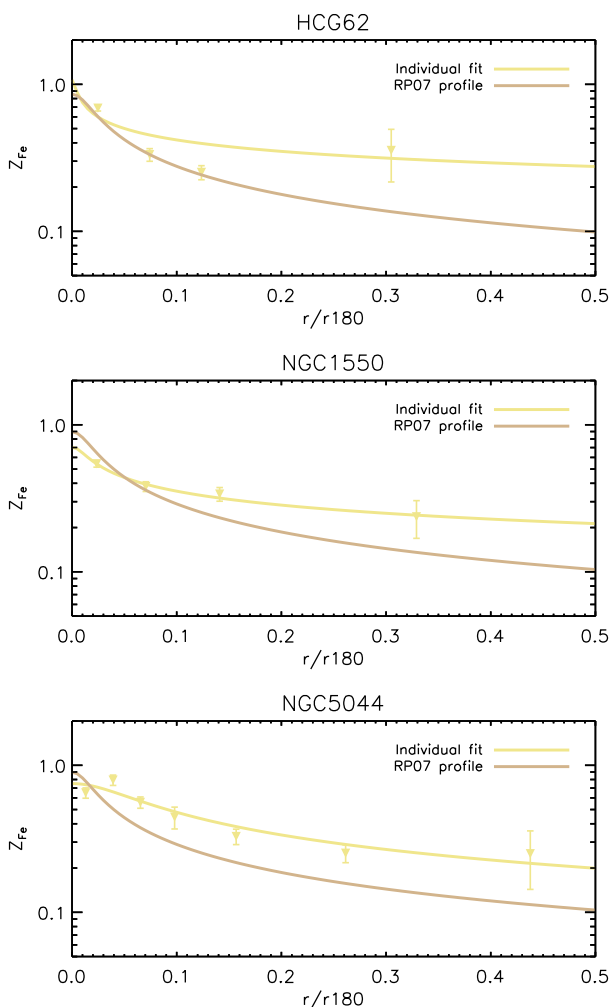 HCG62
Individual fit
RP07 profile
1.0
0.1
Z_Fe
0.0 0.1 0.2 0.3 0.4 0.5
r/r180
NGC1550
Individual fit
RP07 profile
1.0
0.1
Z_Fe
0.0 0.1 0.2 0.3 0.4 0.5
r/r180
NGC5044
Individual fit
RP07 profile
1.0
0.1
Z_Fe
0.0 0.1 0.2 0.3 0.4 0.5
r/r180